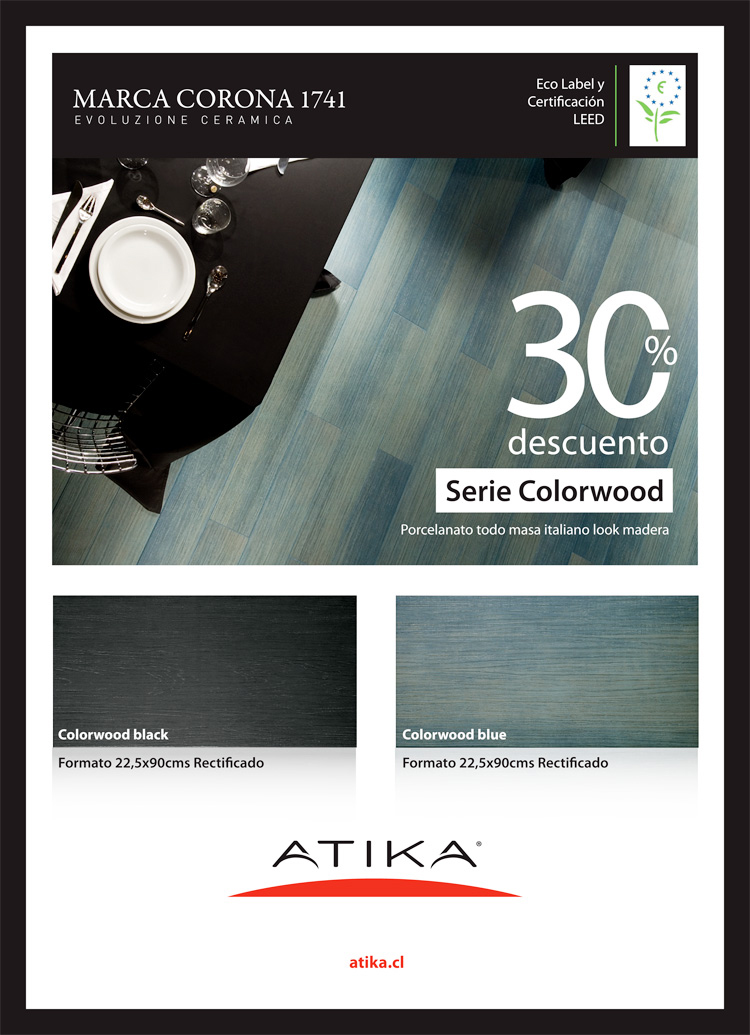 MARCA CORONA 1741
EVOLUZIONE CERAMICA
Eco Label y
Certificación
LEED
€
30%
descuento
Serie Colorwood
Porcelanato todo masa italiano look madera
Colorwood black
Formato 22,5x90cms Rectificado
Colorwood blue
Formato 22,5x90cms Rectificado
ATIKA®
atika.cl